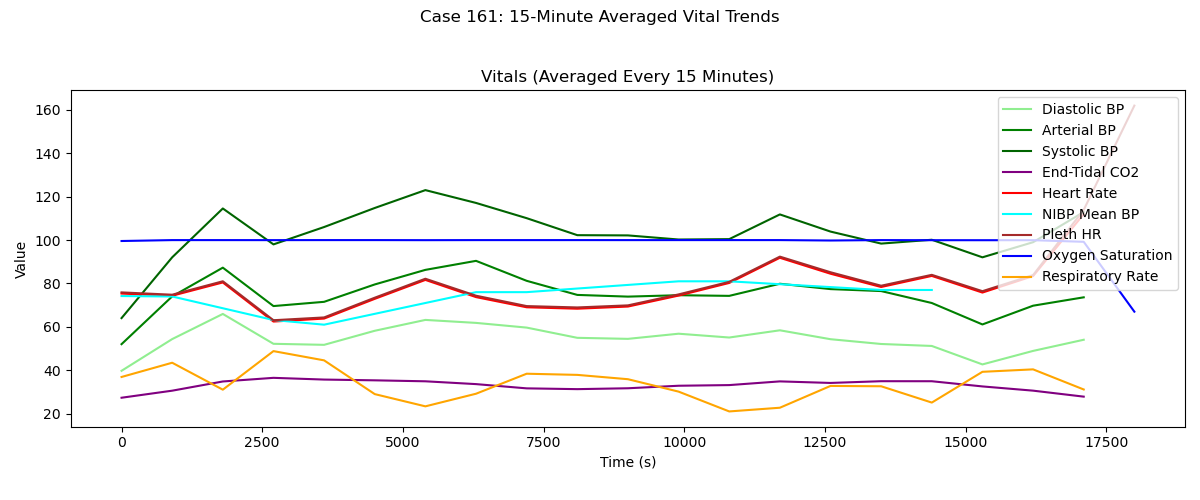 Case 161: 15-Minute Averaged Vital Trends
Vitals (Averaged Every 15 Minutes)
Value
160
140
120
100
80
60
40
20
0
2500
5000
7500
10000
12500
15000
17500
Time (s)
Diastolic BP
Arterial BP
Systolic BP
End-Tidal CO2
Heart Rate
NIBP Mean BP
Pleth HR
Oxygen Saturation
Respiratory Rate